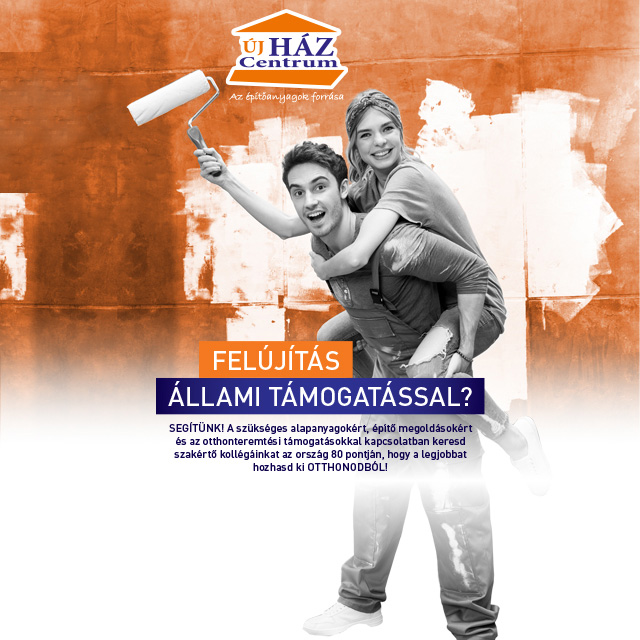 ÚJ HÁZ
Centrum
Az építőanyagok forrása
FELÚJÍTÁS
ÁLLAMI TÁMOGATÁSSAL?
SEGÍTÜNK! A szükséges alapanyagokért, építő megoldásokért
és az otthonteremtési támogatásokkal kapcsolatban keresd
szakértő kollégáinkat az ország 80 pontján, hogy a legjobbat
hozhasd ki OTTHONODBÓL!